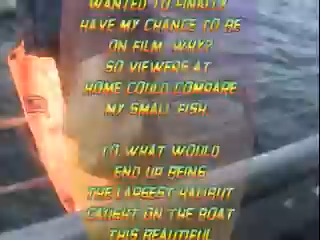 WANTED TO FINALLY
HAVE MY CHANCE TO BE
ON FILM. WHY?
SO VIEWERS AT
HOME COULD COMPARE
MY SMALL FISH
TO WHAT WOULD
END UP BEING
THE LARGEST HALIBUT
CAUGHT ON THE BOAT
THIS BEAUTIFUL